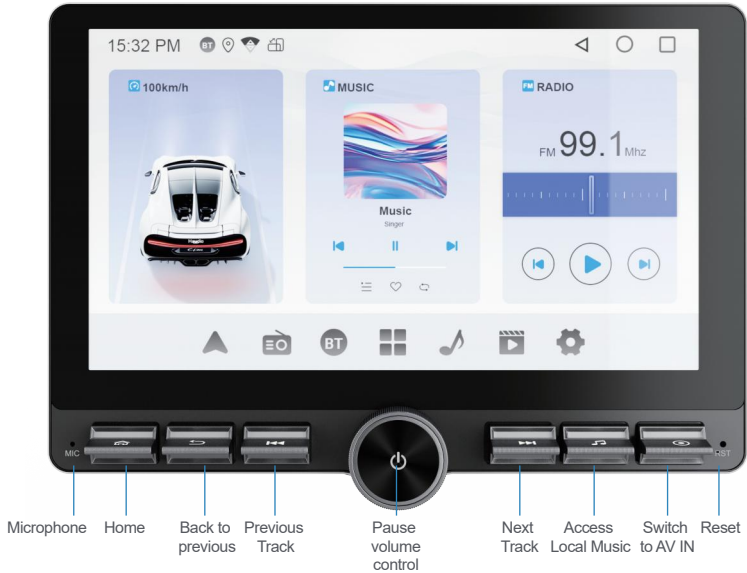 15:32 PM BT
100km/h
MUSIC
Music
Singer
FM RADIO
FM 99.1 Mhz
BT
MIC
RST
Microphone
Home
Back to
previous
Previous
Track
Pause
volume
control
Next
Track
Access
Local Music
Switch
to AV IN
Reset